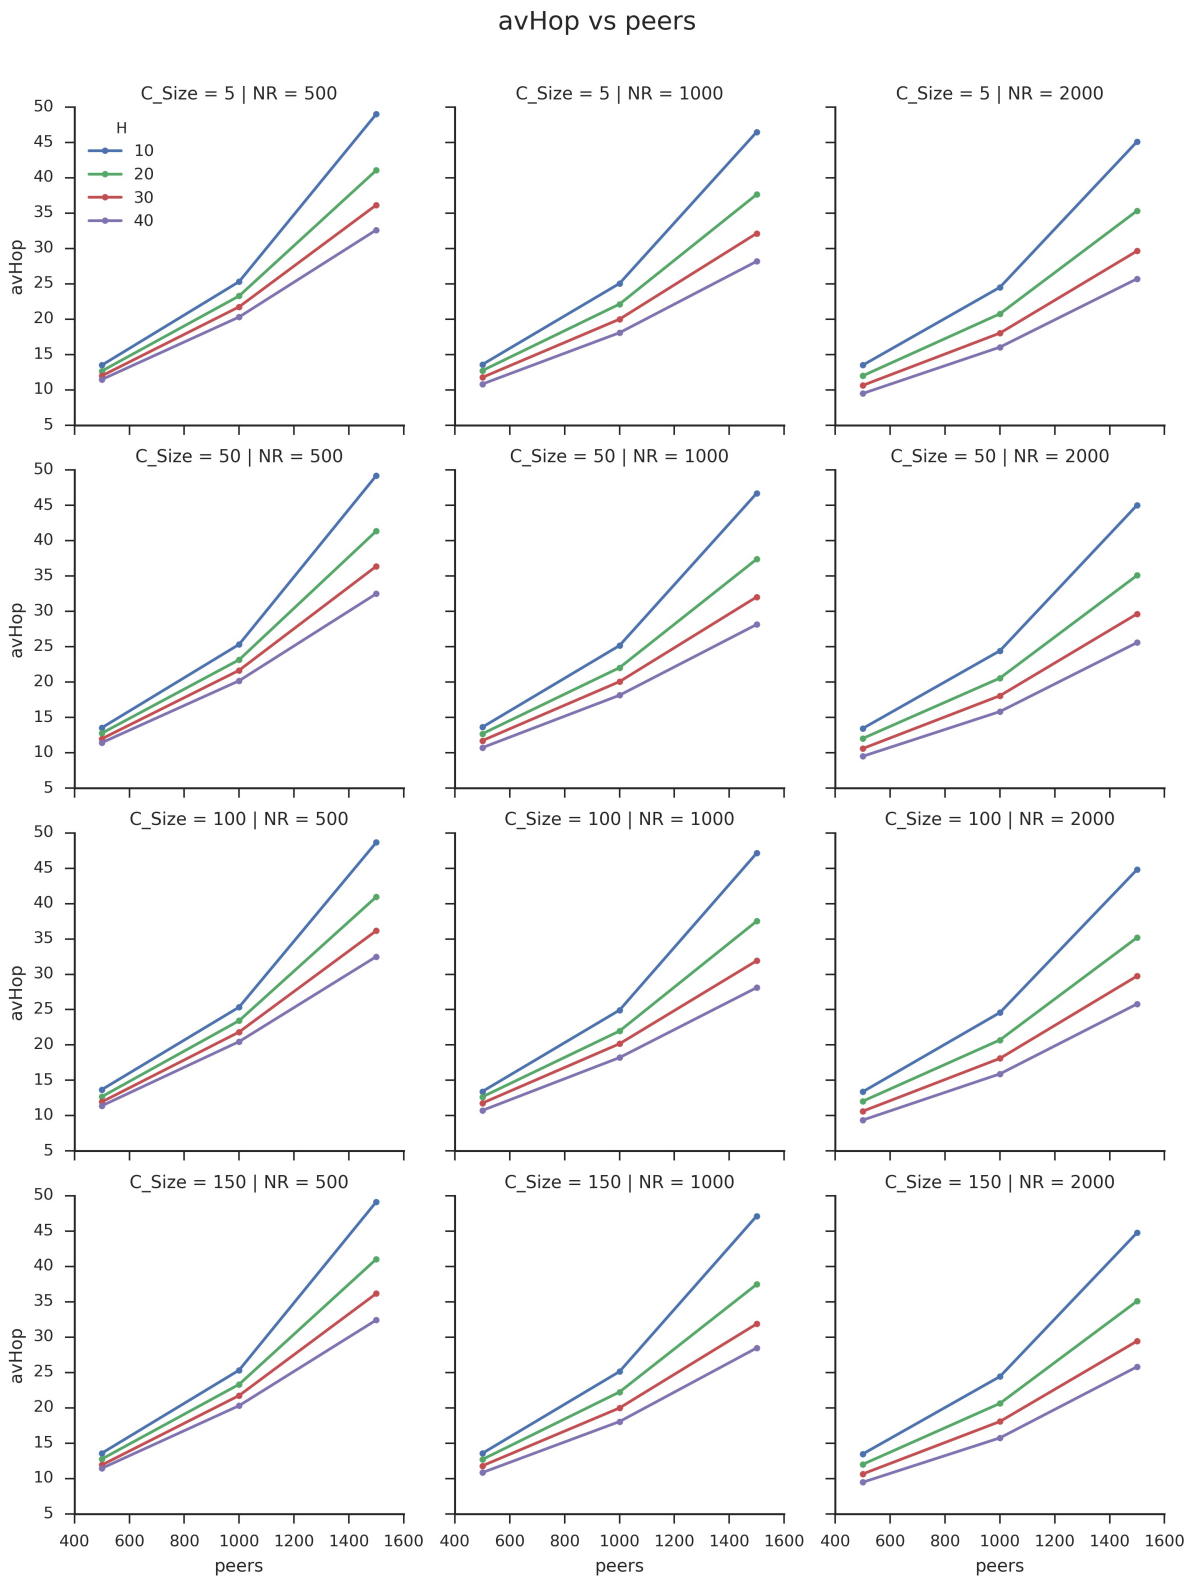 avHop vs peers
C_Size = 5 | NR = 500
C_Size = 5 | NR = 1000
C_Size = 5 | NR = 2000
50
45
40
35
30
25
20
15
10
5
avHop
H
10
20
30
40
C_Size = 50 | NR = 500
C_Size = 50 | NR = 1000
C_Size = 50 | NR = 2000
50
45
40
35
30
25
20
15
10
5
avHop
C_Size = 100 | NR = 500
C_Size = 100 | NR = 1000
C_Size = 100 | NR = 2000
50
45
40
35
30
25
20
15
10
5
avHop
C_Size = 150 | NR = 500
C_Size = 150 | NR = 1000
C_Size = 150 | NR = 2000
50
45
40
35
30
25
20
15
10
5
avHop
400 600 800 1000 1200 1400 1600
peers
400 600 800 1000 1200 1400 1600
peers
400 600 800 1000 1200 1400 1600
peers